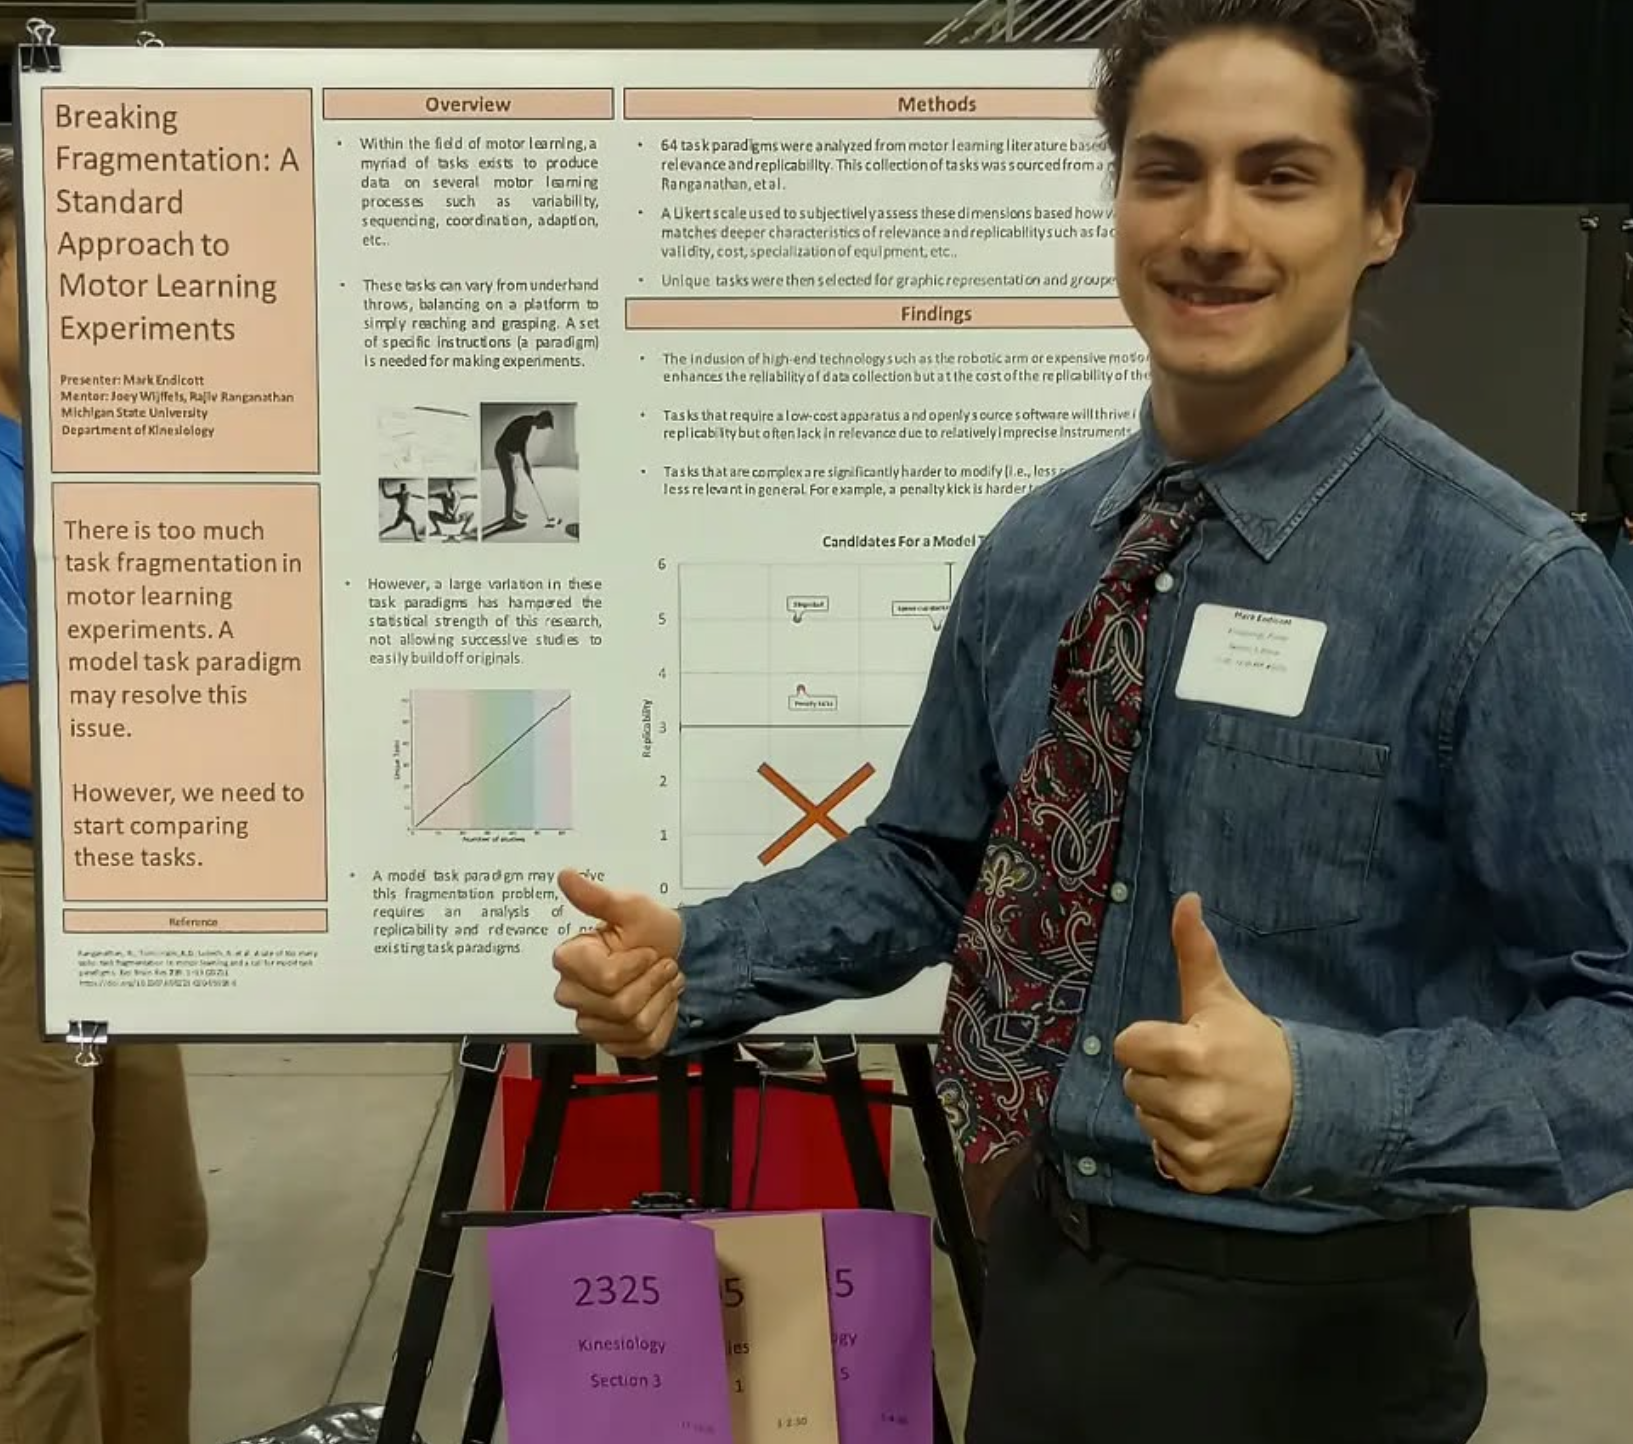 Breaking
Fragmentation: A
Standard
Approach to
Motor Learning
Experiments
Presenter: Mark Endicott
Mentor: Joey Wijffels, Rajiv Ranganathan
Michigan State University
Department of Kinesiology
There is too much
task fragmentation in
motor learning
experiments. A
model task paradigm
may resolve this
issue.
However, we need to
start comparing
these tasks.
Reference
Overview
• Within the field of motor learning, a
myriad of tasks exists to produce
data on several motor learning
processes such as variability,
sequencing, coordination, adaption,
etc..
• These tasks can vary from underhand
throws, balancing on a platform to
simply reaching and grasping. A set
of specific instructions (a paradigm)
is needed for making experiments.
• However, a large variation in these
task paradigms has hampered the
statistical strength of this research,
not allowing successive studies to
easily build off originals.
Unique Tasks
Number of studies
• A model task paradigm may
this fragmentation problem,
requires an analysis of
replicability and relevance of
existing task paradigms.
Methods
• 64 task paradigms were analyzed from motor learning literature based
relevance and replicability. This collection of tasks was sourced from a
Ranganathan, et al.
• A Likert scale used to subjectively assess these dimensions based how
matches deeper characteristics of relevance and replicability such as
validity, cost, specialization of equipment, etc..
• Unique tasks were then selected for graphic representation and
Findings
• The inclusion of high-end technology such as the robotic arm or expensive
enhances the reliability of data collection but at the cost of the replicability of
• Tasks that require a low-cost apparatus and openly source software will thrive
replicability but often lack in relevance due to relatively imprecise
• Tasks that are complex are significantly harder to modify (i.e., less
less relevant in general. For example, a penalty kick is harder
Candidates For a Model
Replicability
6
5
4
Penalty kicks
3
2
1
0
Mark Endicott
2325
Kinesiology
Section 3
5
1
5
5